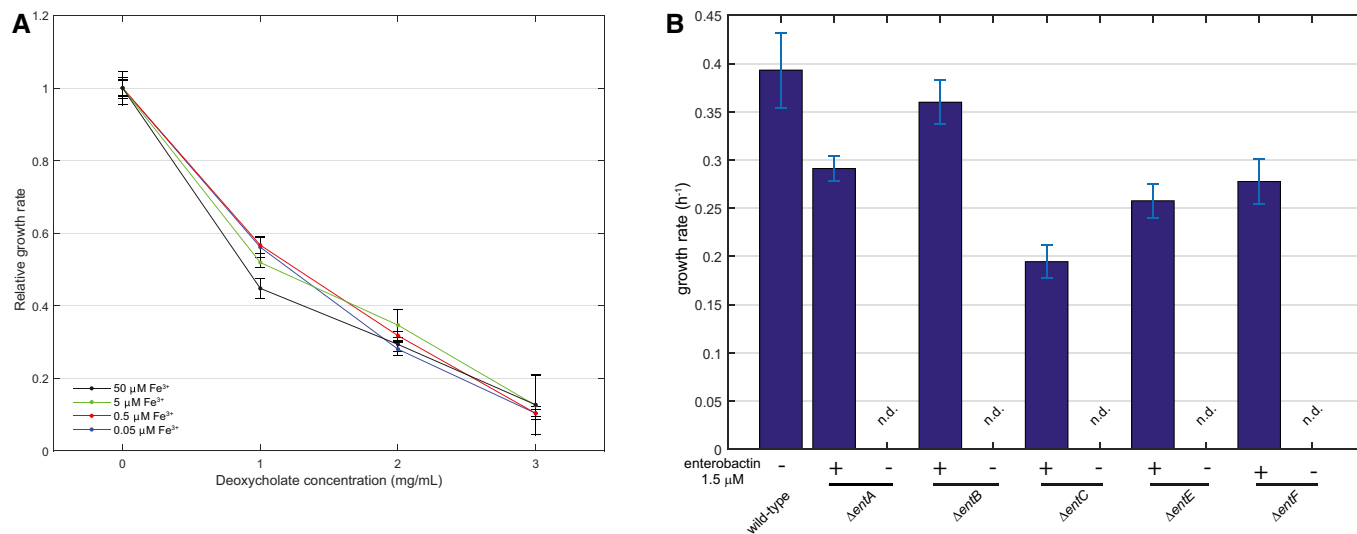 A
1.2
1
0.8
0.6
0.4
0.2
0
Relative growth rate
50 µM Fe³⁺
5 µM Fe³⁺
0.5 µM Fe³⁺
0.05 µM Fe³⁺
0 1 2 3
Deoxycholate concentration (mg/mL)
B
0.45
0.4
0.35
0.3
0.25
0.2
0.15
0.1
0.05
0
growth rate (h⁻¹)
n.d. n.d. n.d. n.d. n.d.
enterobactin - + - + - + - + - + -
1.5 µM
wild-type ΔentA ΔentB ΔentC ΔentE ΔentF